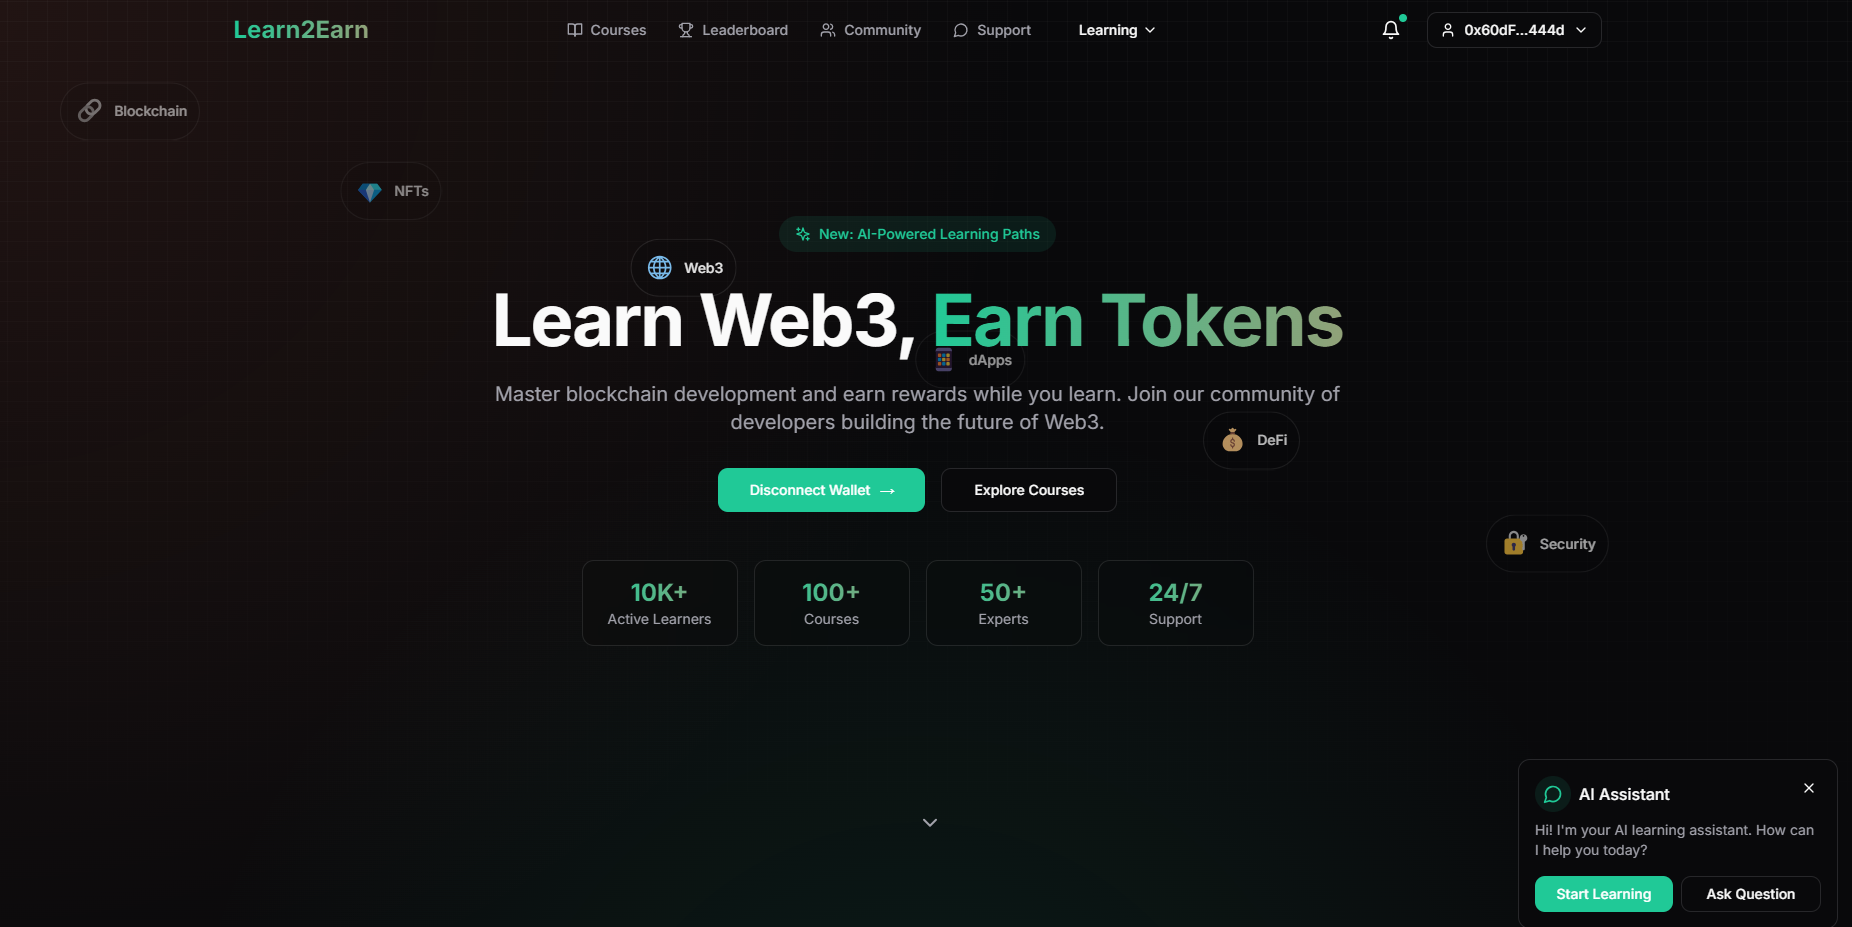 Learn2Earn
Courses
Leaderboard
Community
Support
Learning
0x60dF...444d
Blockchain
NFTs
New: AI-Powered Learning Paths
Web3
Learn Web3, Earn Tokens
dApps
Master blockchain development and earn rewards while you learn. Join our community of
developers building the future of Web3.
DeFi
Disconnect Wallet →
Explore Courses
Security
10K+
Active Learners
100+
Courses
50+
Experts
24/7
Support
AI Assistant
Hi! I'm your AI learning assistant. How can
I help you today?
Start Learning
Ask Question